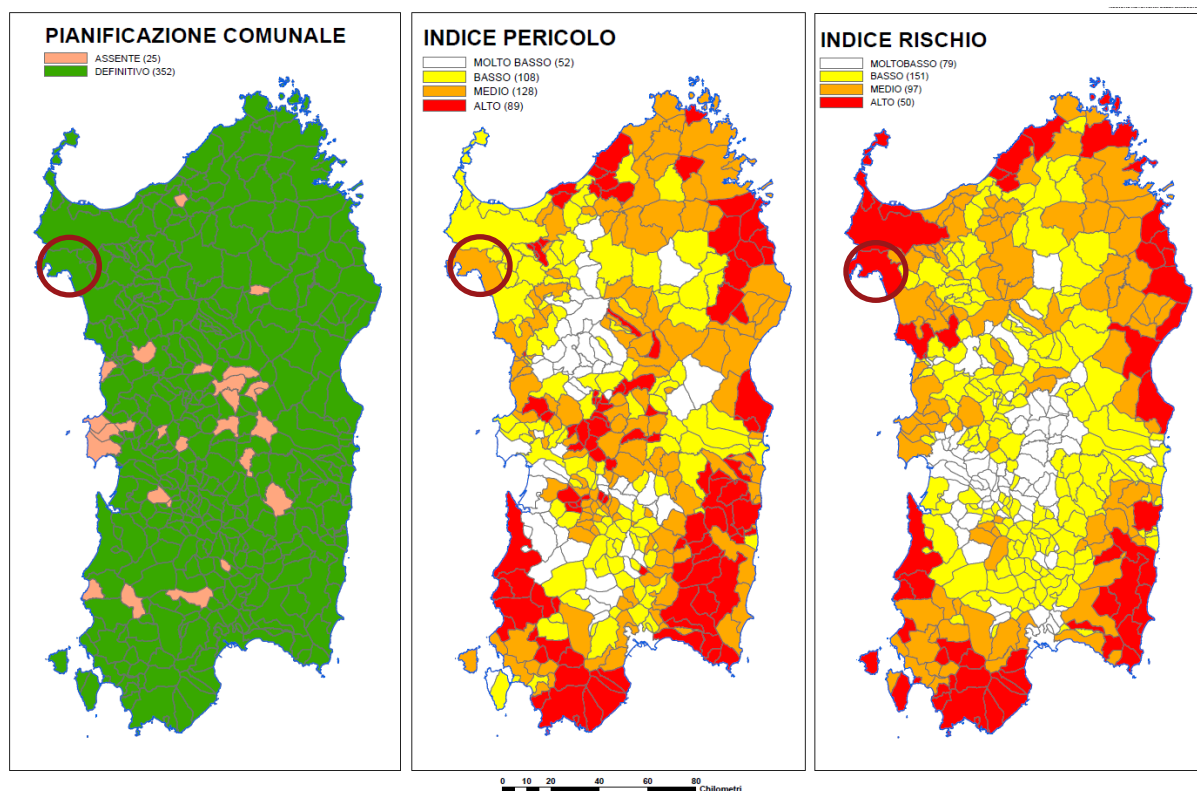 PIANIFICAZIONE COMUNALE
ASSENTE (25)
DEFINITIVO (352)
INDICE PERICOLO
MOLTO BASSO (52)
BASSO (108)
MEDIO (128)
ALTO (89)
INDICE RISCHIO
MOLTOBASSO (79)
BASSO (151)
MEDIO (97)
ALTO (50)
0 10 20 40 60 80
Chilometri